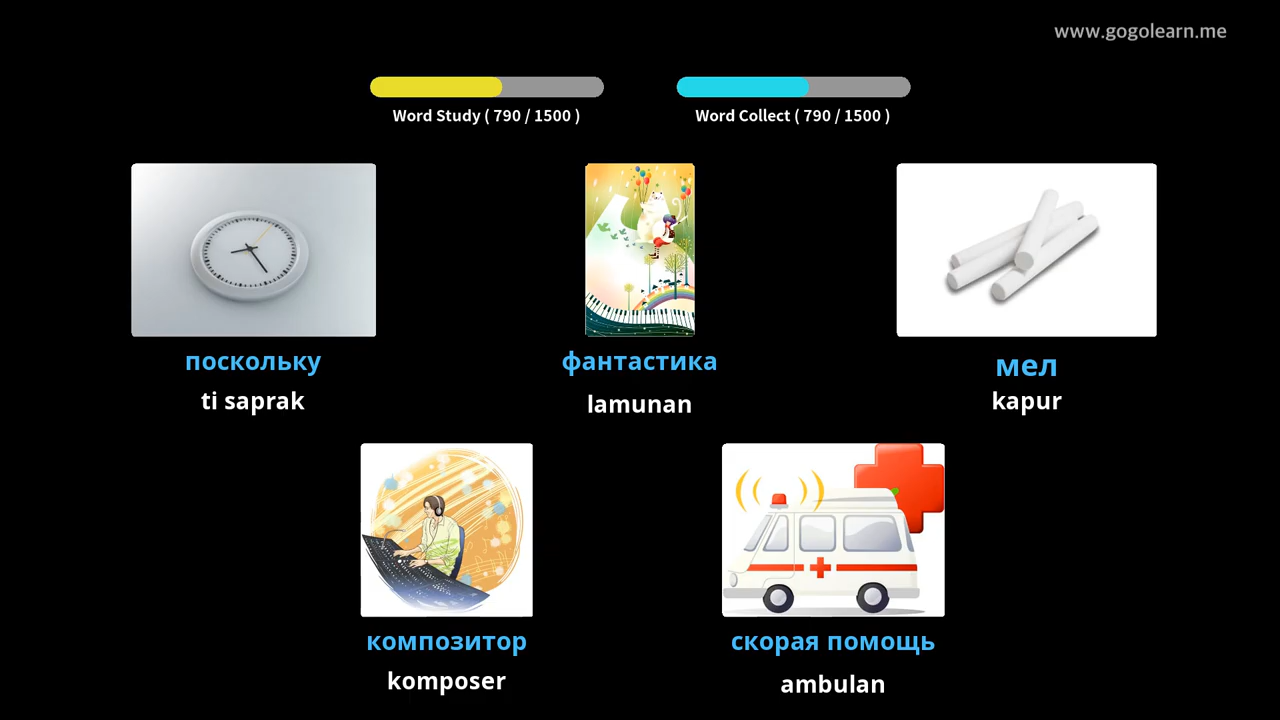 www.gogolearn.me
Word Study ( 790 / 1500 )
Word Collect ( 790 / 1500 )
поскольку
ti saprak
фантастика
lamunan
мел
kapur
композитор
komposer
скорая помощь
ambulan